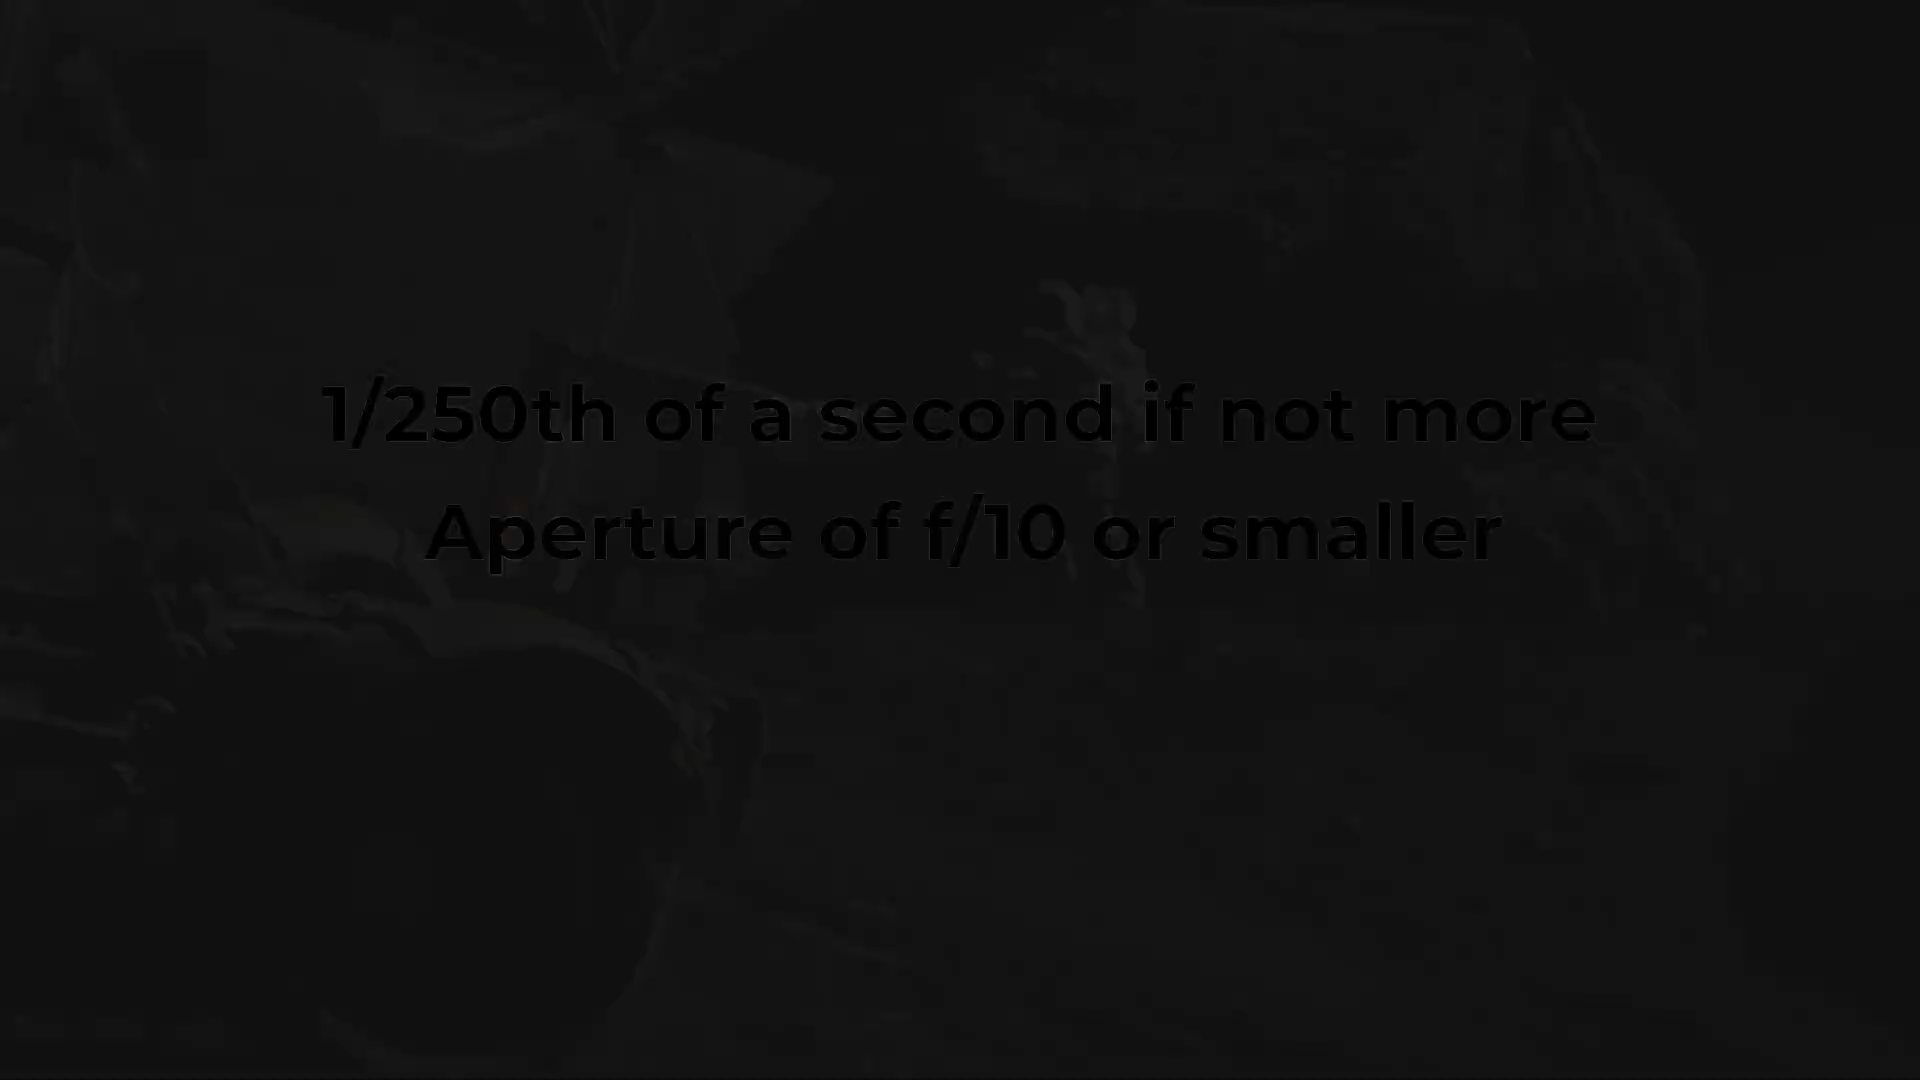 1/250th of a second if not more
Aperture of f/10 or smaller